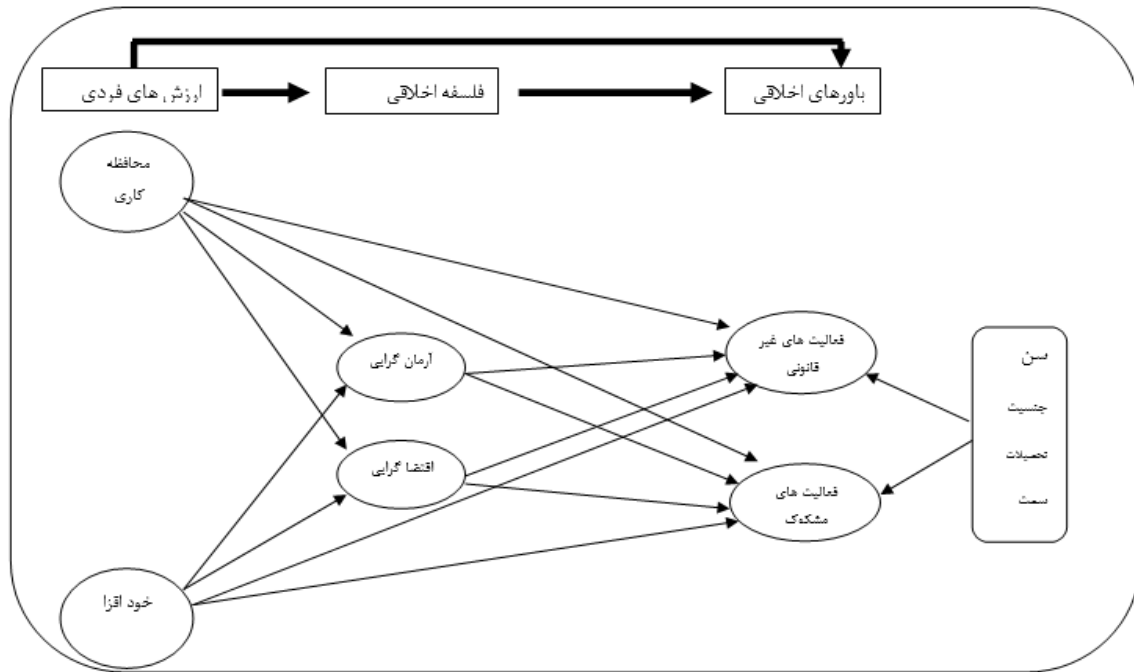 ارزش های فردی
فلسفه اخلاقی
باورهای اخلاقی
محافظه
کاری
آرمان گرایی
اقتضا گرایی
خود افزا
فعالیت های غیر
قانونی
فعالیت های
مشکوک
سن
جنسیت
تحصیلات
سمت